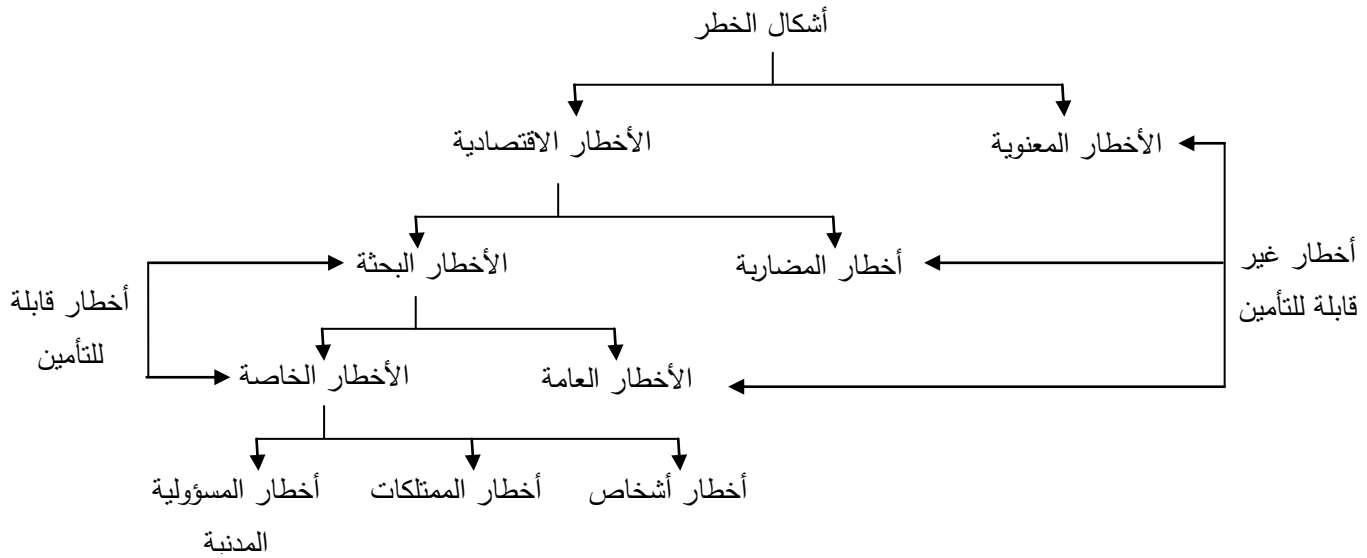 أشكال الخطر
الأخطار المعنوية
الأخطار الاقتصادية
أخطار غير
قابلة للتأمين
أخطار المضاربة
الأخطار البحثة
أخطار قابلة
للتأمين
الأخطار العامة
الأخطار الخاصة
أخطار أشخاص
أخطار الممتلكات
أخطار المسؤولية
المدنية